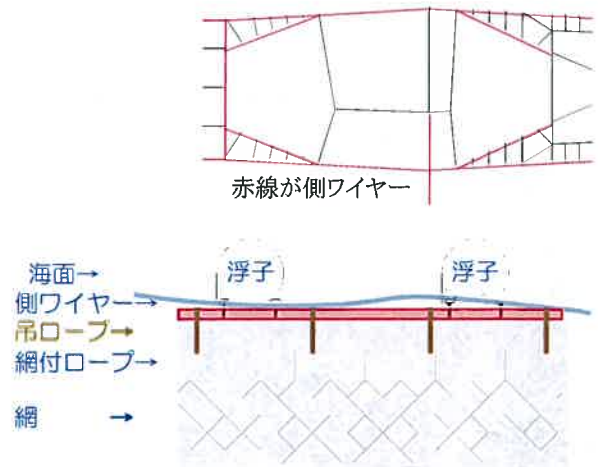 赤線が側ワイヤー
浮子 浮子
海面→
側ワイヤー→
吊ロープ→
網付ロープ→
網 →